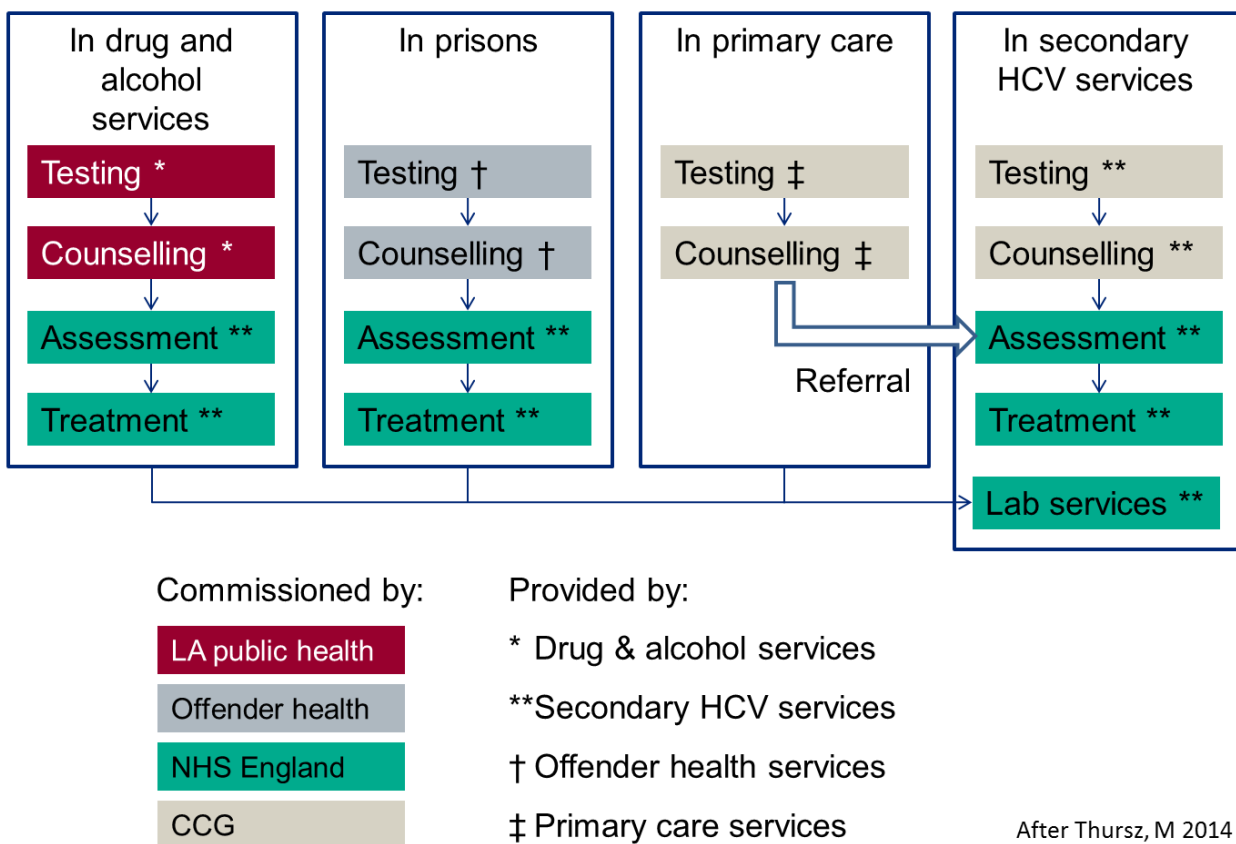 In drug and
alcohol
services
Testing *
Counselling *
Assessment **
Treatment **
In prisons
Testing †
Counselling †
Assessment **
Treatment **
In primary care
Testing ‡
Counselling ‡
Referral
In secondary
HCV services
Testing **
Counselling **
Assessment **
Treatment **
Lab services **
Commissioned by:
LA public health
Offender health
NHS England
CCG
Provided by:
* Drug & alcohol services
**Secondary HCV services
† Offender health services
‡ Primary care services
After Thursz, M 2014